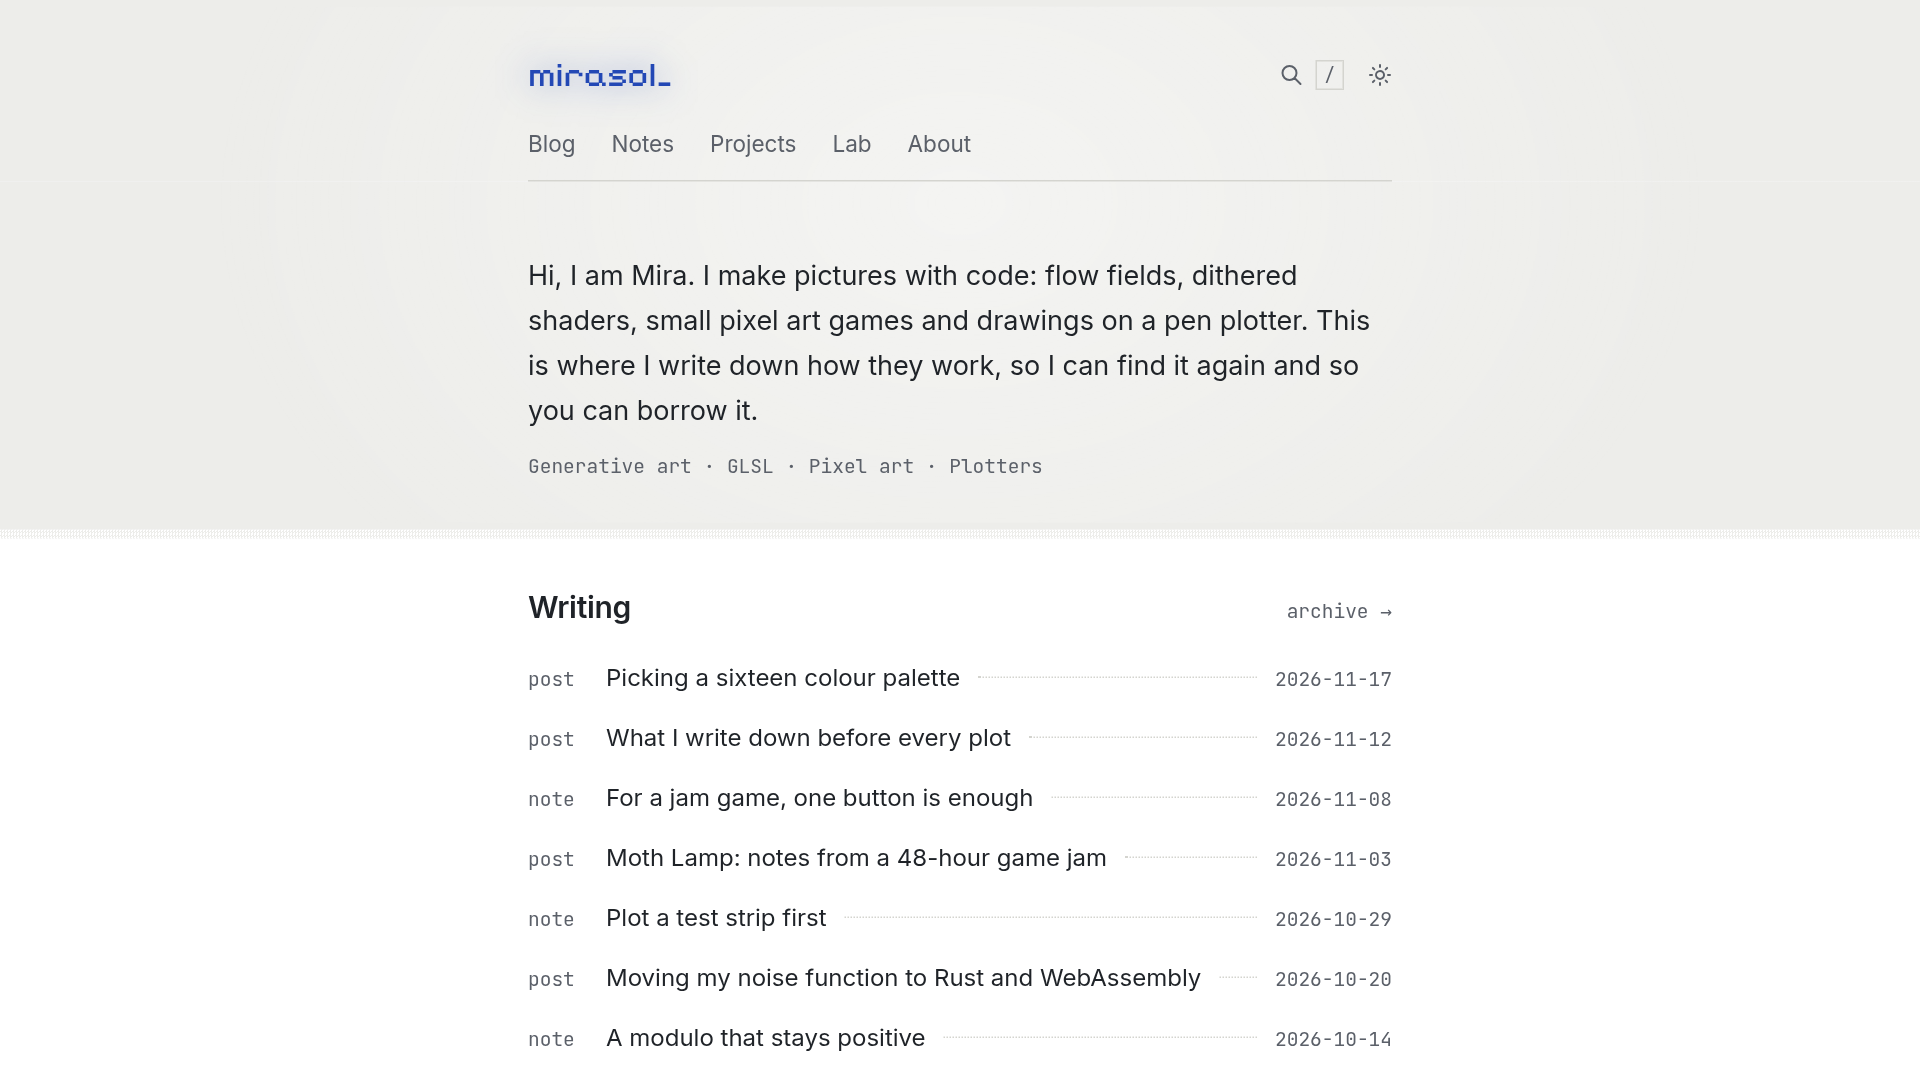 mirasol_
/
Blog Notes Projects Lab About
Hi, I am Mira. I make pictures with code: flow fields, dithered
shaders, small pixel art games and drawings on a pen plotter. This
is where I write down how they work, so I can find it again and so
you can borrow it.
Generative art · GLSL · Pixel art · Plotters
Writing archive →
post Picking a sixteen colour palette 2026-11-17
post What I write down before every plot 2026-11-12
note For a jam game, one button is enough 2026-11-08
post Moth Lamp: notes from a 48-hour game jam 2026-11-03
note Plot a test strip first 2026-10-29
post Moving my noise function to Rust and WebAssembly 2026-10-20
note A modulo that stays positive 2026-10-14